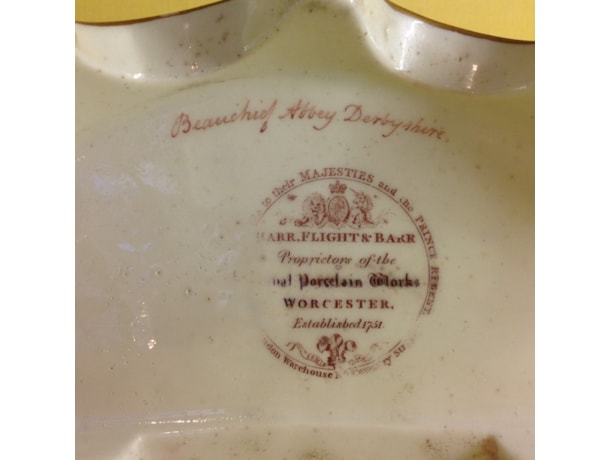 Beauchief Abbey Derbyshire.
to their MAJESTIES and the PRINCE REGENT
BARR, FLIGHT & BARR
Proprietors of the
Porcelain Works
WORCESTER.
Established 1751
Warehouse